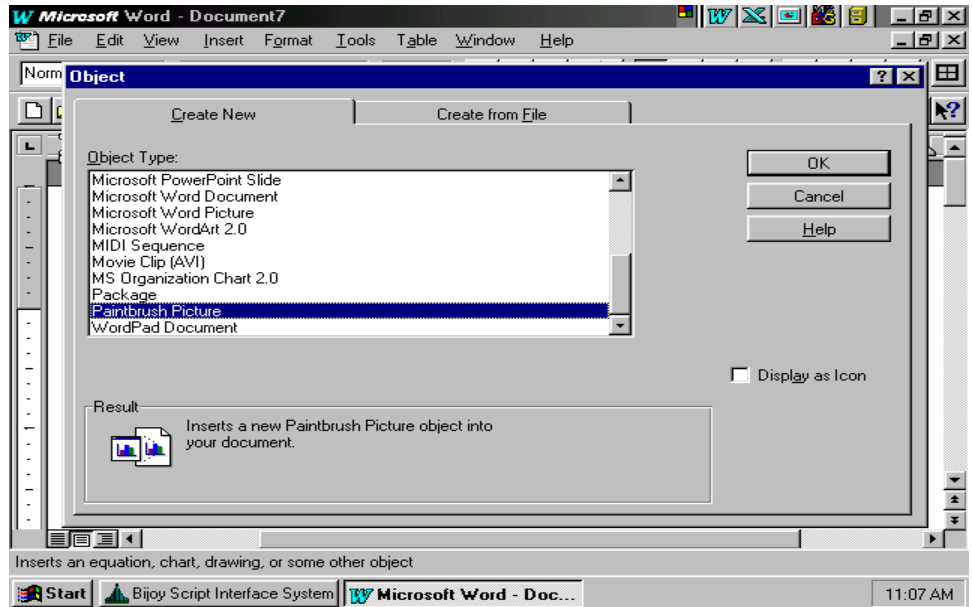 Microsoft Word - Document7
File Edit View Insert Format Tools Table Window Help
Norm
Object
Create New Create from File
Object Type:
Microsoft PowerPoint Slide
Microsoft Word Document
Microsoft Word Picture
Microsoft WordArt 2.0
MIDI Sequence
Movie Clip (AVI)
MS Organization Chart 2.0
Package
Paintbrush Picture
WordPad Document
OK
Cancel
Help
Display as Icon
Result
Inserts a new Paintbrush Picture object into
your document.
Inserts an equation, chart, drawing, or some other object
Start Bijoy Script Interface System Microsoft Word - Doc... 11:07 AM